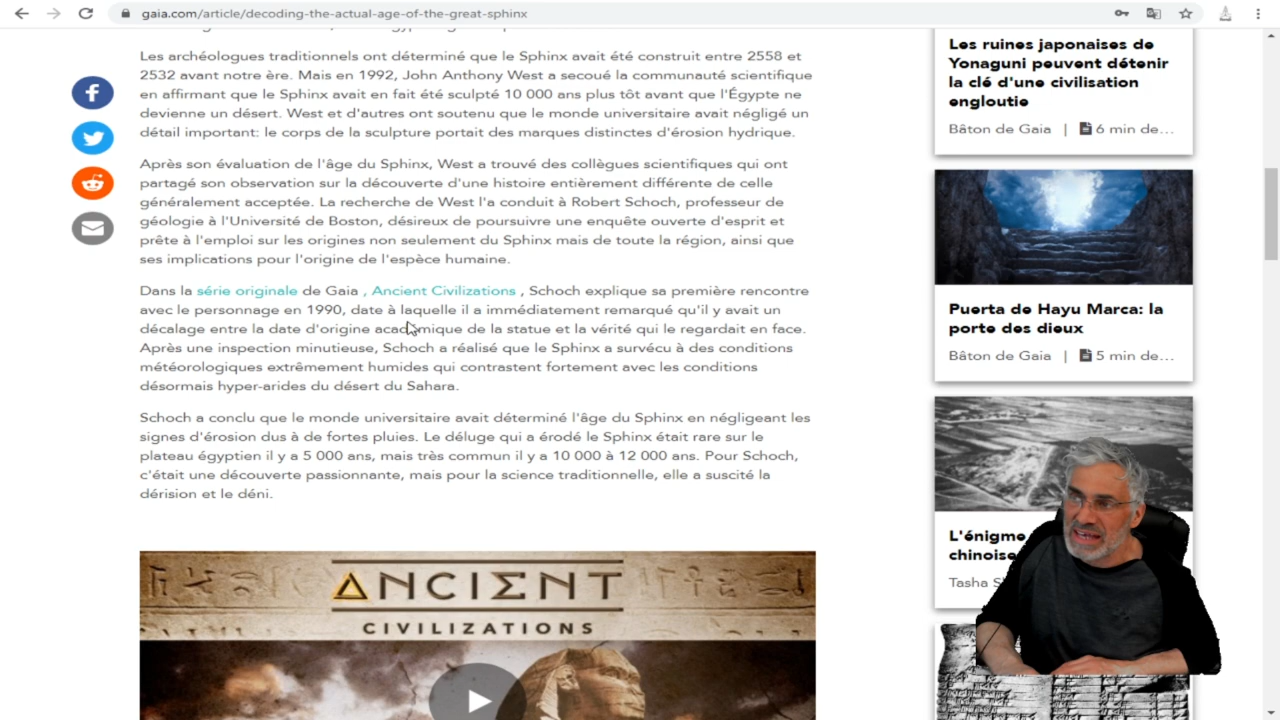 gaia.com/article/decoding-the-actual-age-of-the-great-sphinx
Les archéologues traditionnels ont déterminé que le Sphinx avait été construit entre 2558 et
2532 avant notre ère. Mais en 1992, John Anthony West a secoué la communauté scientifique
en affirmant que le Sphinx avait en fait été sculpté 10 000 ans plus tôt avant que l'Égypte ne
devienne un désert. West et d'autres ont soutenu que le monde universitaire avait négligé un
détail important: le corps de la sculpture portait des marques distinctes d'érosion hydrique.
Après son évaluation de l'âge du Sphinx, West a trouvé des collègues scientifiques qui ont
partagé son observation sur la découverte d'une histoire entièrement différente de celle
généralement acceptée. La recherche de West l'a conduit à Robert Schoch, professeur de
géologie à l'Université de Boston, désireux de poursuivre une enquête ouverte d'esprit et
prête à l'emploi sur les origines non seulement du Sphinx mais de toute la région, ainsi que
ses implications pour l'origine de l'espèce humaine.
Dans la série originale de Gaia , Ancient Civilizations , Schoch explique sa première rencontre
avec le personnage en 1990, date à laquelle il a immédiatement remarqué qu'il y avait un
décalage entre la date d'origine académique de la statue et la vérité qui le regardait en face.
Après une inspection minutieuse, Schoch a réalisé que le Sphinx a survécu à des conditions
météorologiques extrêmement humides qui contrastent fortement avec les conditions
désormais hyper-arides du désert du Sahara.
Schoch a conclu que le monde universitaire avait déterminé l'âge du Sphinx en négligeant les
signes d'érosion dus à de fortes pluies. Le déluge qui a érodé le Sphinx était rare sur le
plateau égyptien il y a 5 000 ans, mais très commun il y a 10 000 à 12 000 ans. Pour Schoch,
c'était une découverte passionnante, mais pour la science traditionnelle, elle a suscité la
dérision et le déni.
ANCIENT
CIVILIZATIONS
Les ruines japonaises de
Yonaguni peuvent détenir
la clé d'une civilisation
engloutie
Bâton de Gaia | 6 min de...
Puerta de Hayu Marca: la
porte des dieux
Bâton de Gaia | 5 min de...
L'énigme
chinoise
Tasha